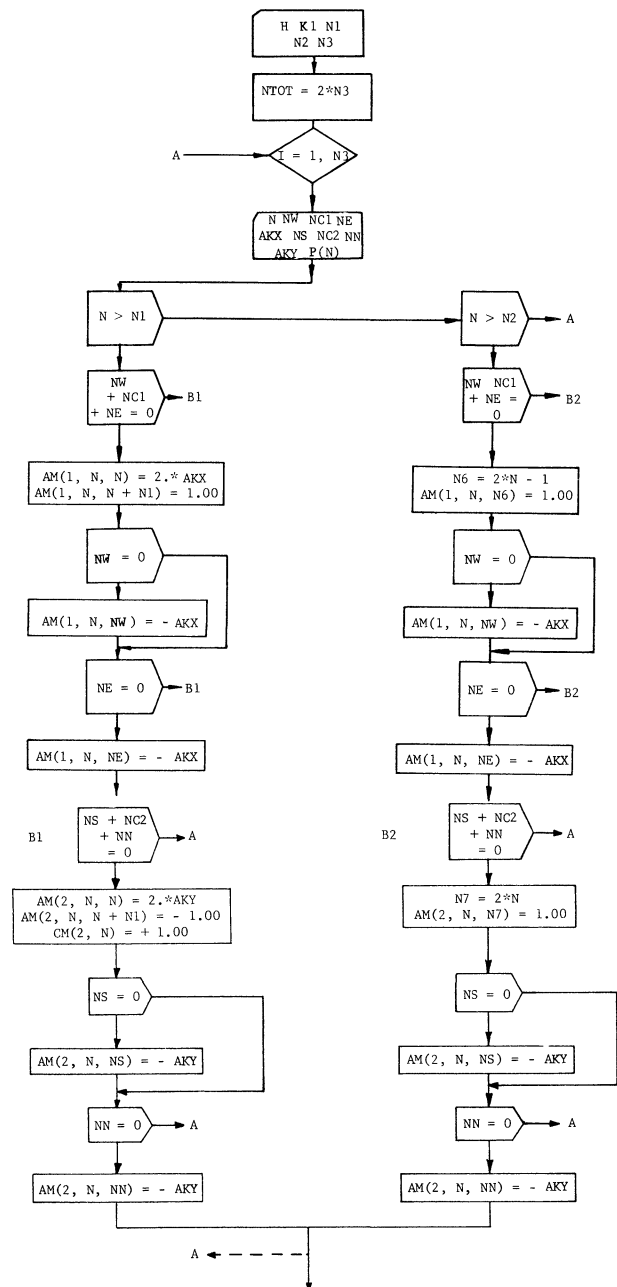 H K1 N1
N2 N3
NTOT = 2*N3
A
I = 1, N3
N NW NC1 NE
AKX NS NC2 NN
AKY P(N)
N > N1
NW
+ NC1
+ NE = 0
B1
AM(1, N, N) = 2.* AKX
AM(1, N, N + N1) = 1.00
NW = 0
AM(1, N, NW) = - AKX
NE = 0
B1
AM(1, N, NE) = - AKX
B1
NS + NC2
+ NN
= 0
A
AM(2, N, N) = 2.*AKY
AM(2, N, N + N1) = - 1.00
CM(2, N) = + 1.00
NS = 0
AM(2, N, NS) = - AKY
NN = 0
A
AM(2, N, NN) = - AKY
N > N2
A
NW NC1
+ NE =
0
B2
N6 = 2*N - 1
AM(1, N, N6) = 1.00
NW = 0
AM(1, N, NW) = - AKX
NE = 0
B2
AM(1, N, NE) = - AKX
B2
NS + NC2
+ NN
= 0
A
N7 = 2*N
AM(2, N, N7) = 1.00
NS = 0
AM(2, N, NS) = - AKY
NN = 0
A
AM(2, N, NN) = - AKY
A